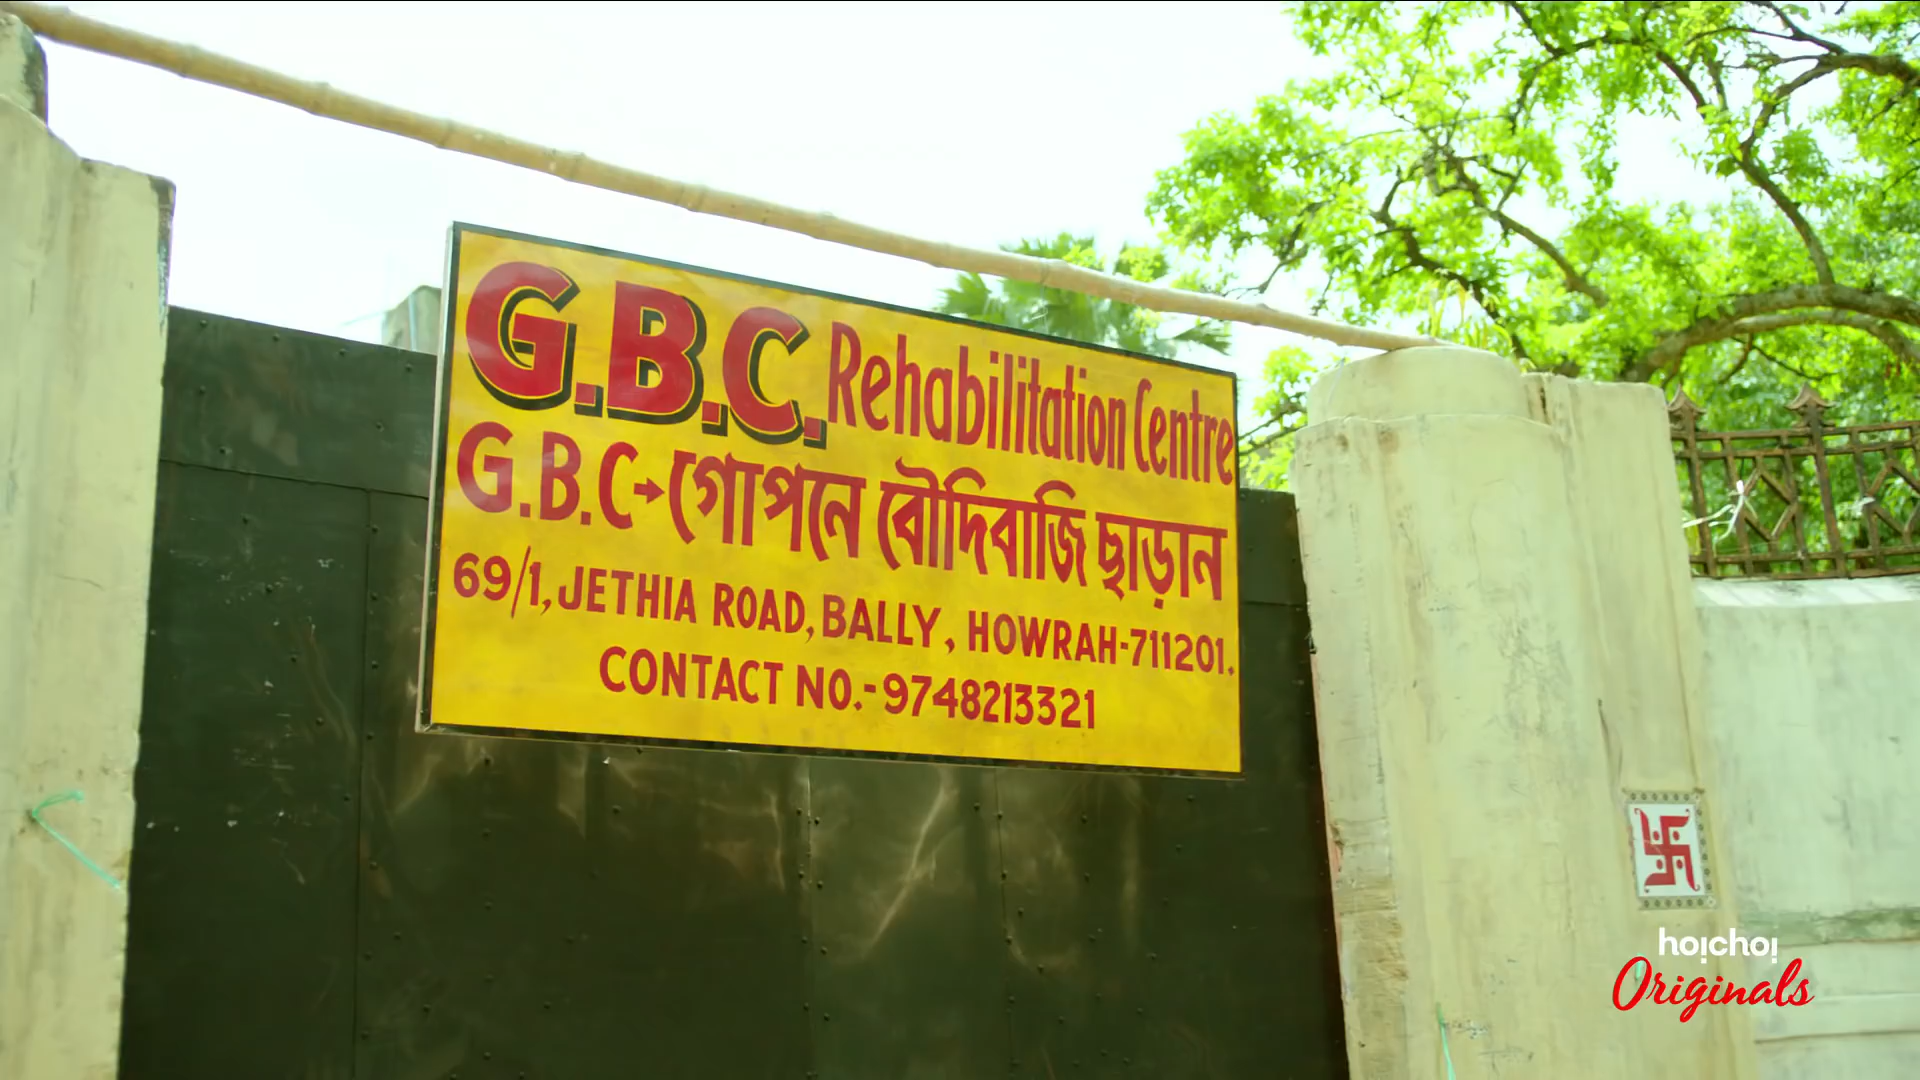 G.B.C. Rehabilitation Centre
G.B.C→গোপনে বৌদিবাজি ছাড়ান
69/1, JETHIA ROAD, BALLY, HOWRAH-711201.
CONTACT NO.-9748213321
hoichoi
Originals